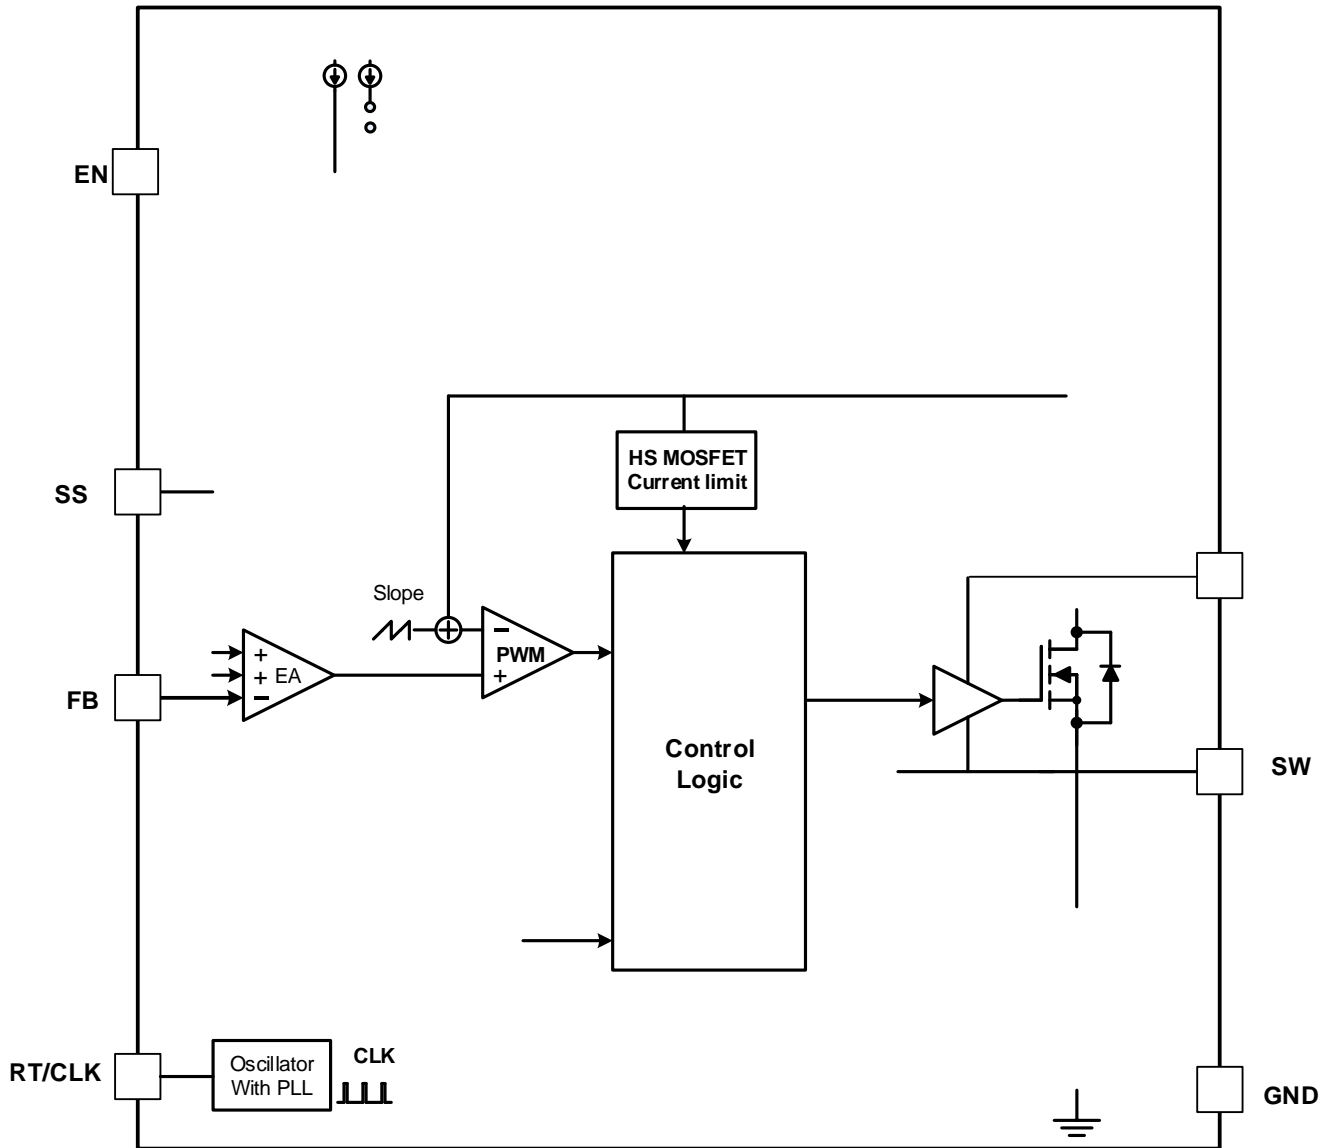 EN
HS MOSFET
Current limit
SS
Slope
+
+ EA
−
−
PWM
+
FB
Control
Logic
SW
RT/CLK
Oscillator
With PLL
CLK
GND